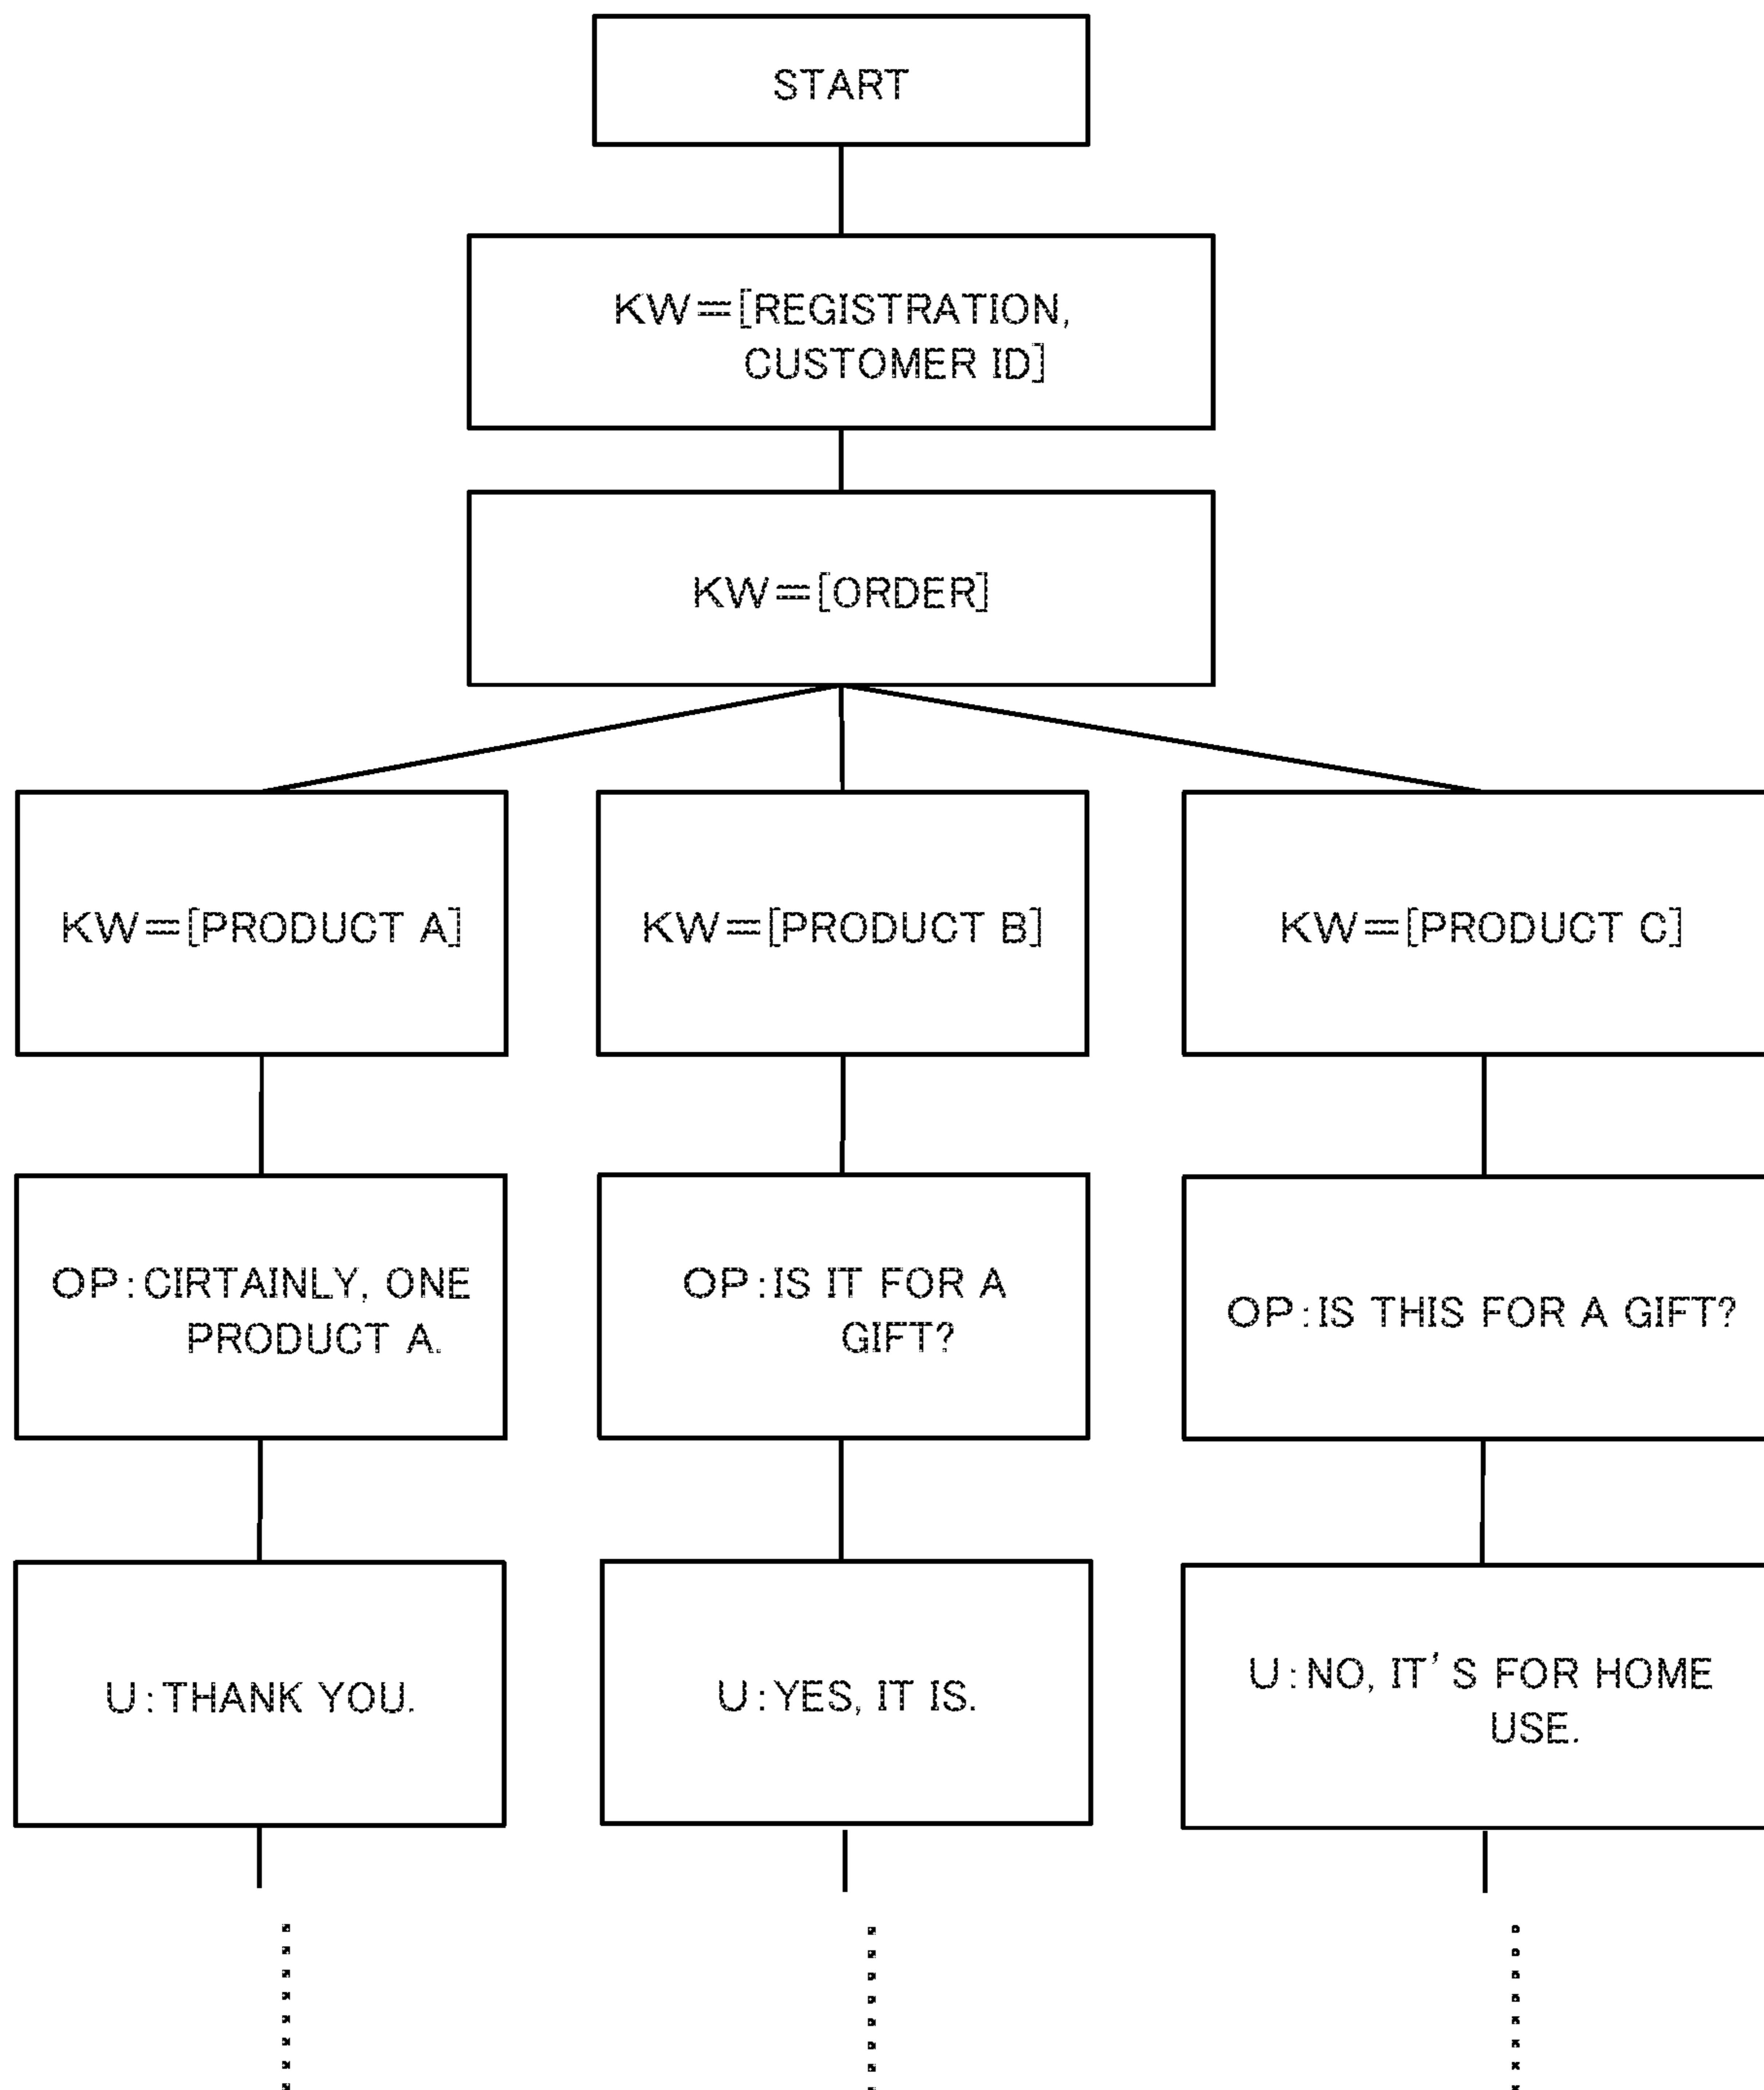 START
KW=[REGISTRATION,
CUSTOMER ID]
KW=[ORDER]
KW=[PRODUCT A]
KW=[PRODUCT B]
KW=[PRODUCT C]
OP:CIRTAINLY, ONE
PRODUCT A.
OP:IS IT FOR A
GIFT?
OP:IS THIS FOR A GIFT?
U:THANK YOU.
U:YES, IT IS.
U:NO, IT'S FOR HOME
USE.